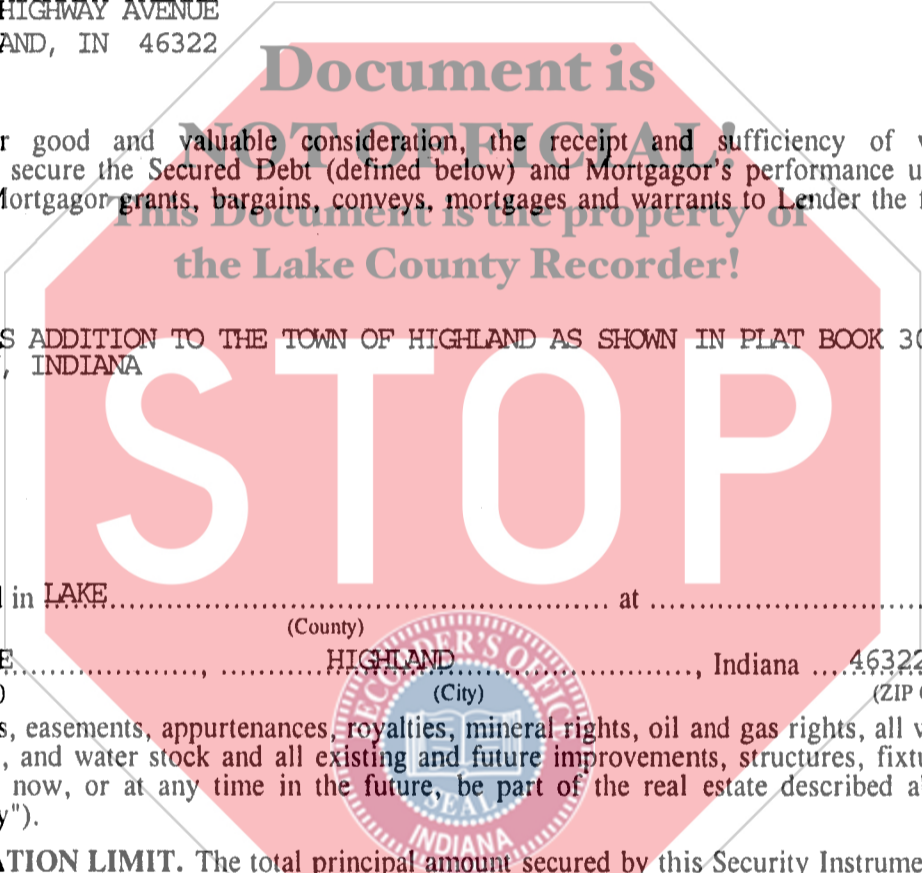 HIGHWAY AVENUE
AND, IN 46322
Document is
NOT OFFICIAL!
r good and valuable consideration, the receipt and sufficiency of
secure the Secured Debt (defined below) and Mortgagor's performance u
Mortgagor grants, bargains, conveys, mortgages and warrants to Lender the f
This Document is the property of
the Lake County Recorder!
S ADDITION TO THE TOWN OF HIGHLAND AS SHOWN IN PLAT BOOK 30
, INDIANA
STOP
in LAKE at
(County)
E , HIGHLAND , Indiana 46322
(City) (ZIP
s, easements, appurtenances, royalties, mineral rights, oil and gas rights, all
, and water stock and all existing and future improvements, structures, fixtu
now, or at any time in the future, be part of the real estate described a
y").
RECORDER'S OFFICE
SEAL
INDIANA
ATION LIMIT. The total principal amount secured by this Security Instrume